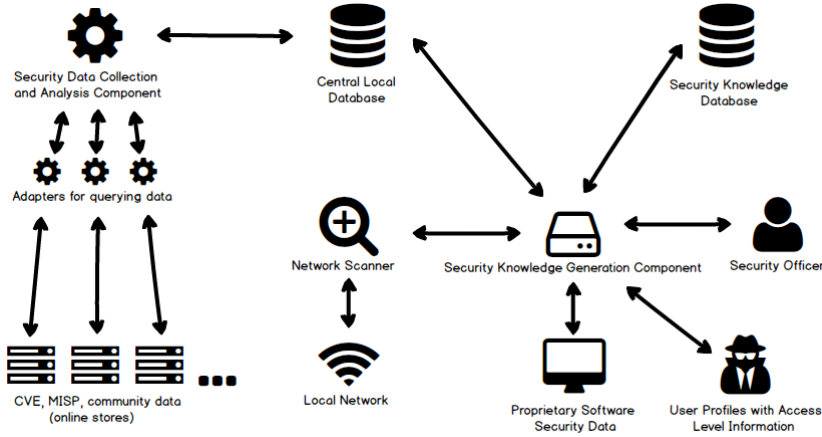 Security Data Collection
and Analysis Component
Central Local
Database
Security Knowledge
Database
Adapters for querying data
Network Scanner
Security Knowledge Generation Component
Security Officer
CVE, MISP, community data
(online stores)
Local Network
Proprietary Software
Security Data
User Profiles with Access
Level Information